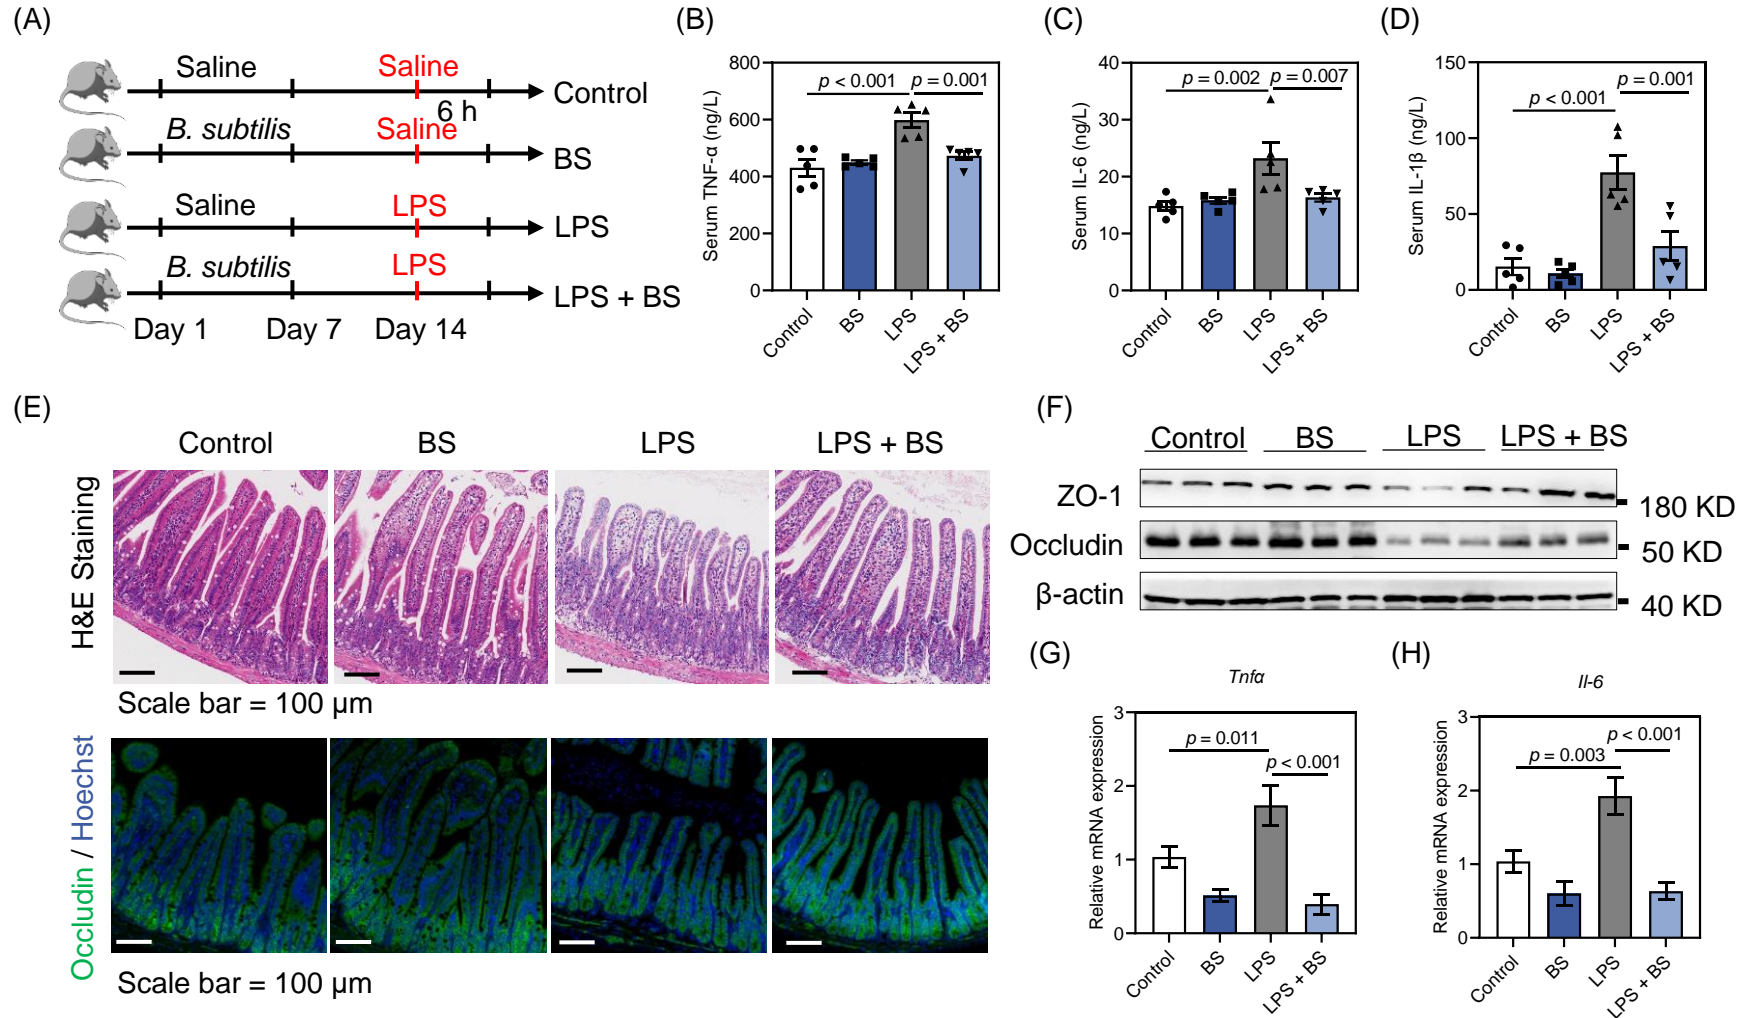 (A)
Saline
Saline
Control
6 h
B. subtilis
Saline
BS
Saline
LPS
LPS
B. subtilis
LPS
LPS + BS
Day 1
Day 7
Day 14
(B)
Serum TNF-α (ng/L)
800
600
400
200
0
p < 0.001
p = 0.001
Control
BS
LPS
LPS + BS
(C)
Serum IL-6 (ng/L)
40
30
20
10
0
p = 0.002
p = 0.007
Control
BS
LPS
LPS + BS
(D)
Serum IL-1β (ng/L)
150
100
50
0
p < 0.001
p = 0.001
Control
BS
LPS
LPS + BS
(E)
Control
BS
LPS
LPS + BS
H&E Staining
Scale bar = 100 μm
Occludin / Hoechst
Scale bar = 100 μm
(F)
Control
BS
LPS
LPS + BS
ZO-1
180 KD
Occludin
50 KD
β-actin
40 KD
(G)
Tnfα
Relative mRNA expression
3
2
1
0
p = 0.011
p < 0.001
Control
BS
LPS
LPS + BS
(H)
Il-6
Relative mRNA expression
3
2
1
0
p = 0.003
p < 0.001
Control
BS
LPS
LPS + BS